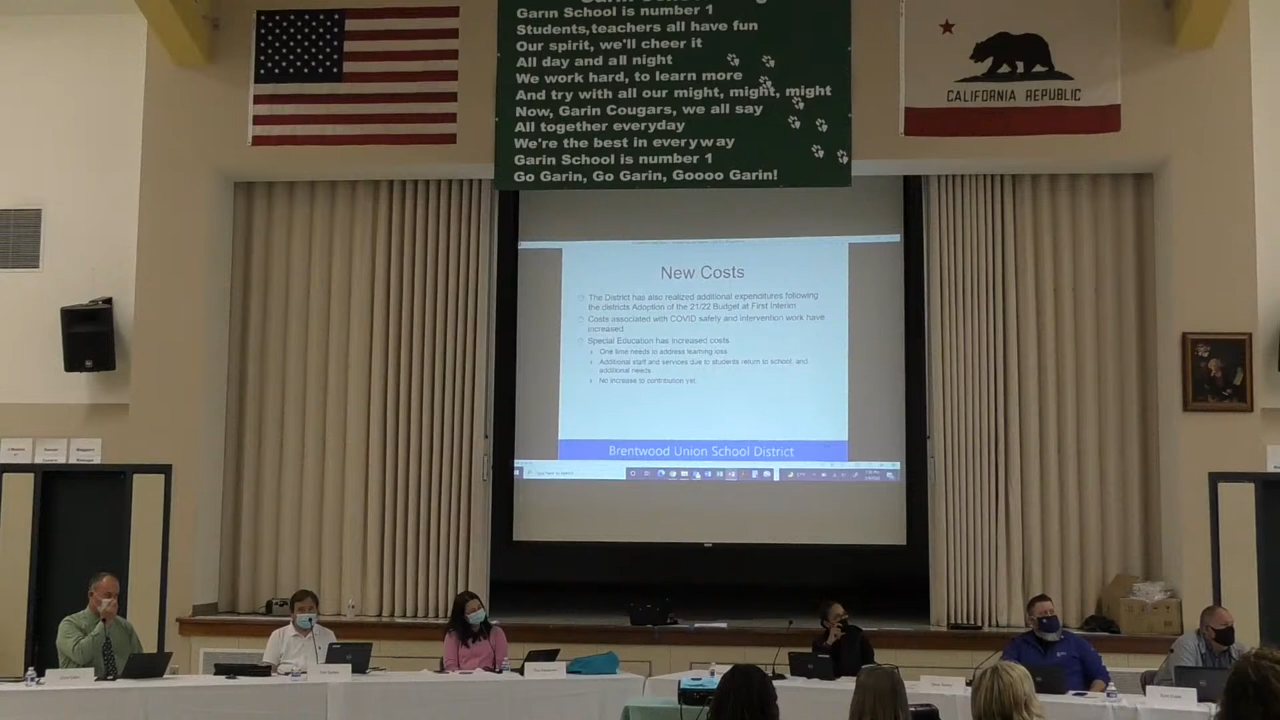 Garin School is number 1
Students,teachers all have fun
Our spirit, we'll cheer it
All day and all night
We work hard, to learn more
And try with all our might, might, might
Now, Garin Cougars, we all say
All together everyday
We're the best in everyway
Garin School is number 1
Go Garin, Go Garin, Goooo Garin!
CALIFORNIA REPUBLIC
New Costs
The District has also realized additional expenditures following
the districts Adoption of the 21/22 Budget at First Interim
Costs associated with COVID safety and intervention work have
increased
Special Education has increased costs
One time needs to address learning loss.
Additional staff and services due to students return to school, and
additional needs.
No increase to contribution yet.
Brentwood Union School District